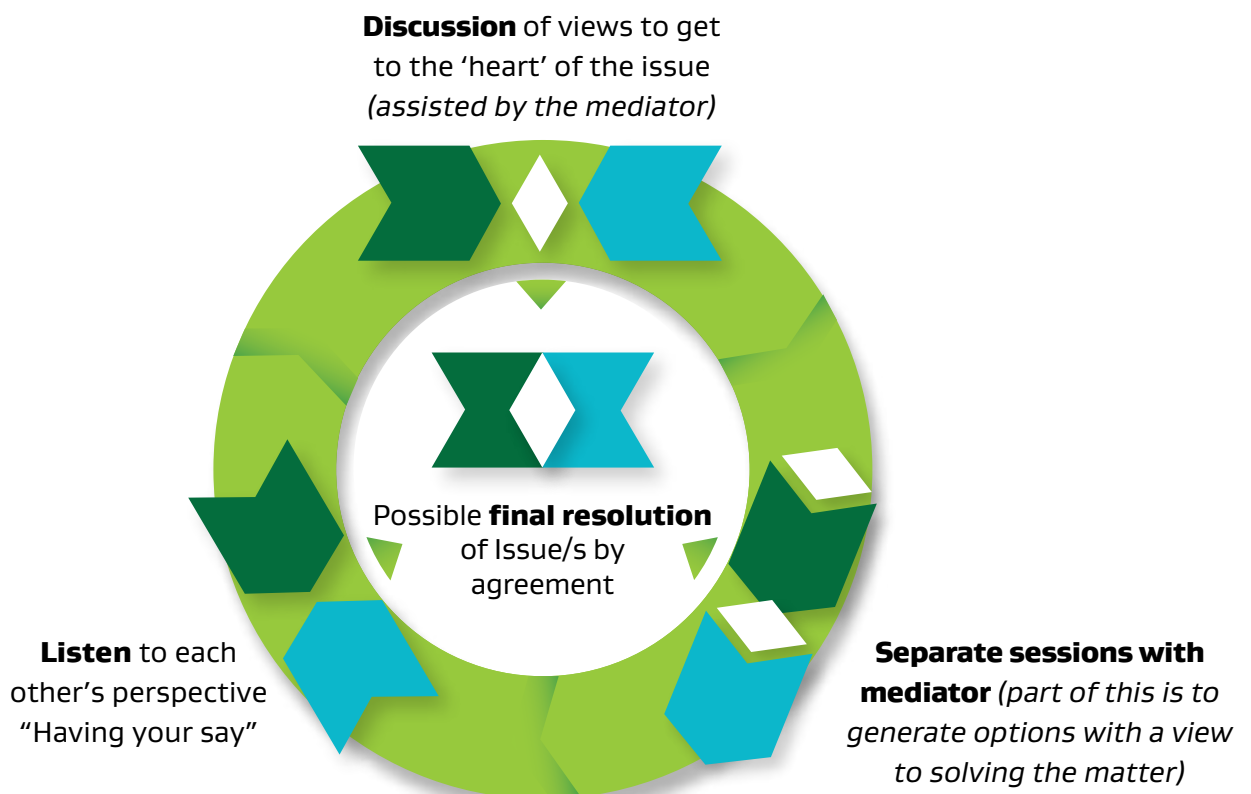 Discussion of views to get
to the ‘heart’ of the issue
(assisted by the mediator)
Possible final resolution
of Issue/s by
agreement
Listen to each
other’s perspective
“Having your say”
Separate sessions with
mediator (part of this is to
generate options with a view
to solving the matter)